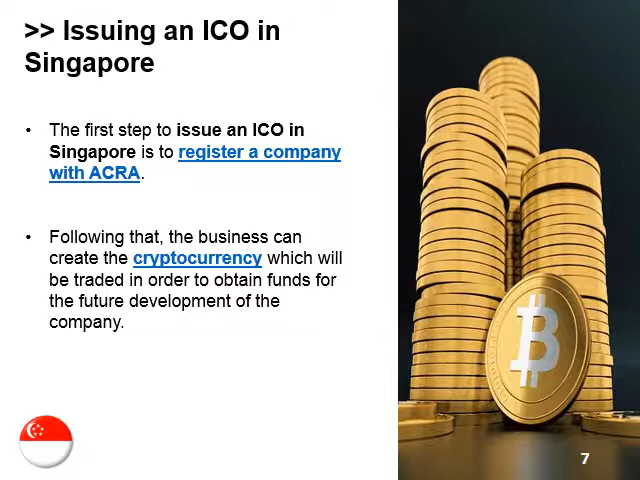 >> Issuing an ICO in
Singapore
• The first step to issue an ICO in
Singapore is to register a company
with ACRA.
• Following that, the business can
create the cryptocurrency which will
be traded in order to obtain funds for
the future development of the
company.
7